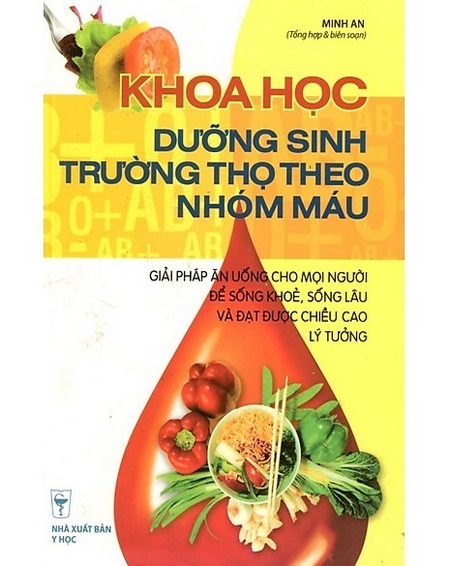 MINH AN
(Tổng hợp & biên soạn)
KHOA HỌC
DƯỠNG SINH
TRƯỜNG THỌ THEO
NHÓM MÁU
GIẢI PHÁP ĂN UỐNG CHO MỌI NGƯỜI
ĐỂ SỐNG KHOẺ, SỐNG LÂU
VÀ ĐẠT ĐƯỢC CHIỀU CAO
LÝ TƯỞNG
NHÀ XUẤT BẢN
Y HỌC